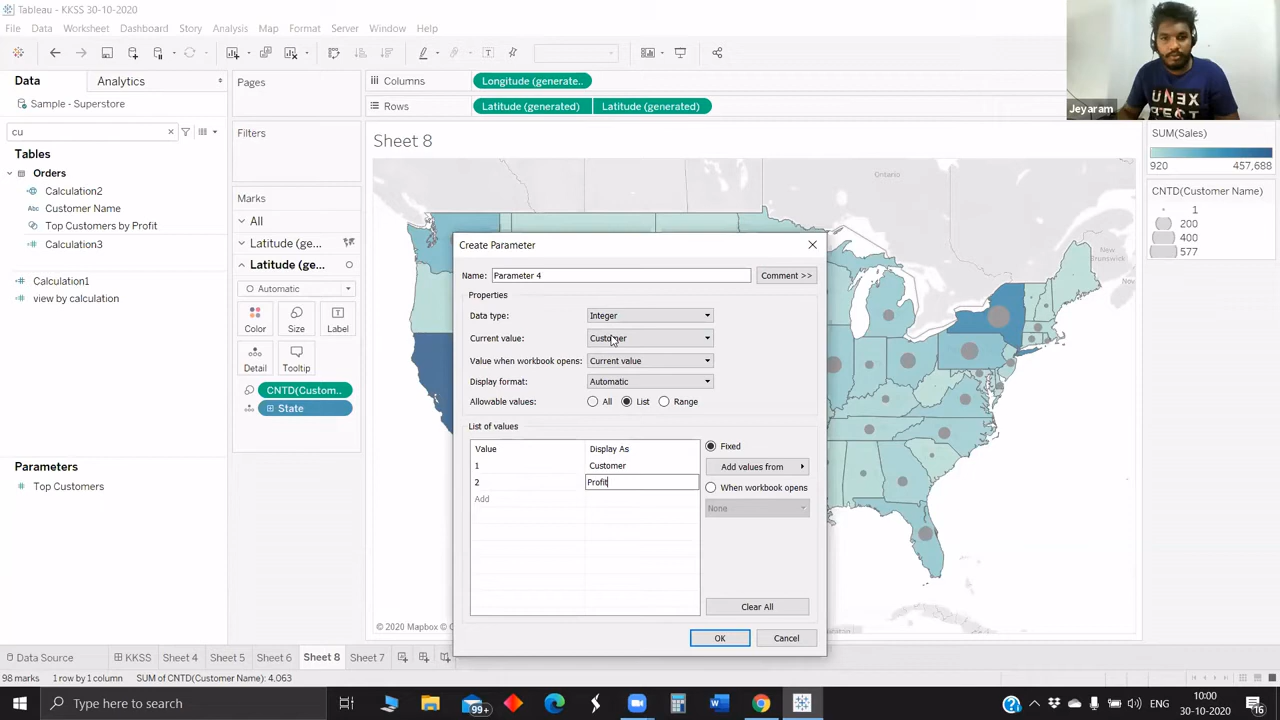 Tableau - KKSS 30-10-2020
File Data Worksheet Dashboard Story Analysis Map Format Server Window Help
Data Analytics
Sample - Superstore
cu
Tables
Orders
Calculation2
Customer Name
Top Customers by Profit
Calculation3
Calculation1
view by calculation
Parameters
Top Customers
Pages
Filters
Marks
All
Latitude (ge...
Latitude (ge...
Automatic
Color Size Label
Detail Tooltip
CNTD(Custom..
State
Columns Longitude (generate..
Rows Latitude (generated) Latitude (generated)
Sheet 8
Ontario
New
Brunswick
© 2020 Mapbox ©
Create Parameter
Name: Parameter 4 Comment >>
Properties
Data type: Integer
Current value: Customer
Value when workbook opens: Current value
Display format: Automatic
Allowable values: All List Range
List of values
Value Display As
1 Customer
2 Profit
Add
Fixed
Add values from
When workbook opens
None
Clear All
OK Cancel
Jeyaram
UNEX
SUM(Sales)
920 457,688
CNTD(Customer Name)
1
200
400
577
Data Source KKSS Sheet 4 Sheet 5 Sheet 6 Sheet 8 Sheet 7
98 marks 1 row by 1 column SUM of CNTD(Customer Name): 4.063
Type here to search
99+
ENG
10:00
30-10-2020
16